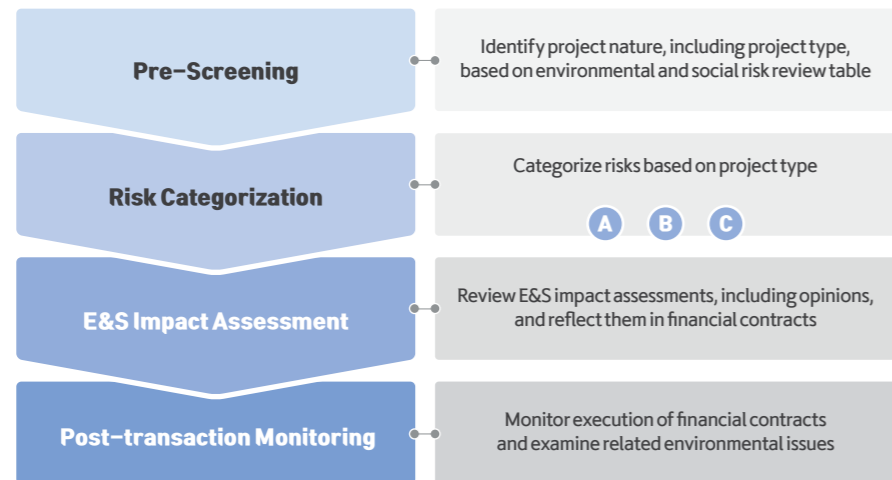 Pre-Screening
Identify project nature, including project type,
based on environmental and social risk review table
Risk Categorization
Categorize risks based on project type
A B C
E&S Impact Assessment
Review E&S impact assessments, including opinions,
and reflect them in financial contracts
Post-transaction Monitoring
Monitor execution of financial contracts
and examine related environmental issues